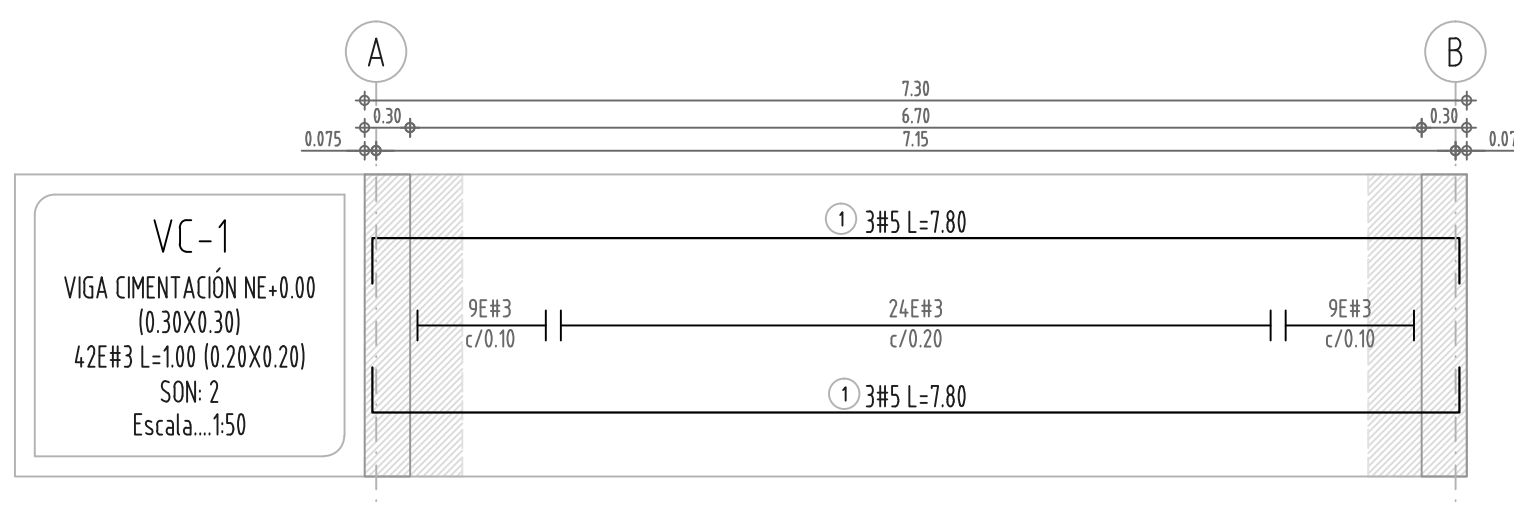 A
B
7.30
0.30
6.70
0.30
0.075
7.15
0.07
VC-1
VIGA CIMENTACIÓN NE+0.00
(0.30X0.30)
42E#3 L=1.00 (0.20X0.20)
SON: 2
Escala....1:50
1 3#5 L=7.80
9E#3
c/0.10
24E#3
c/0.20
9E#3
c/0.10
1 3#5 L=7.80